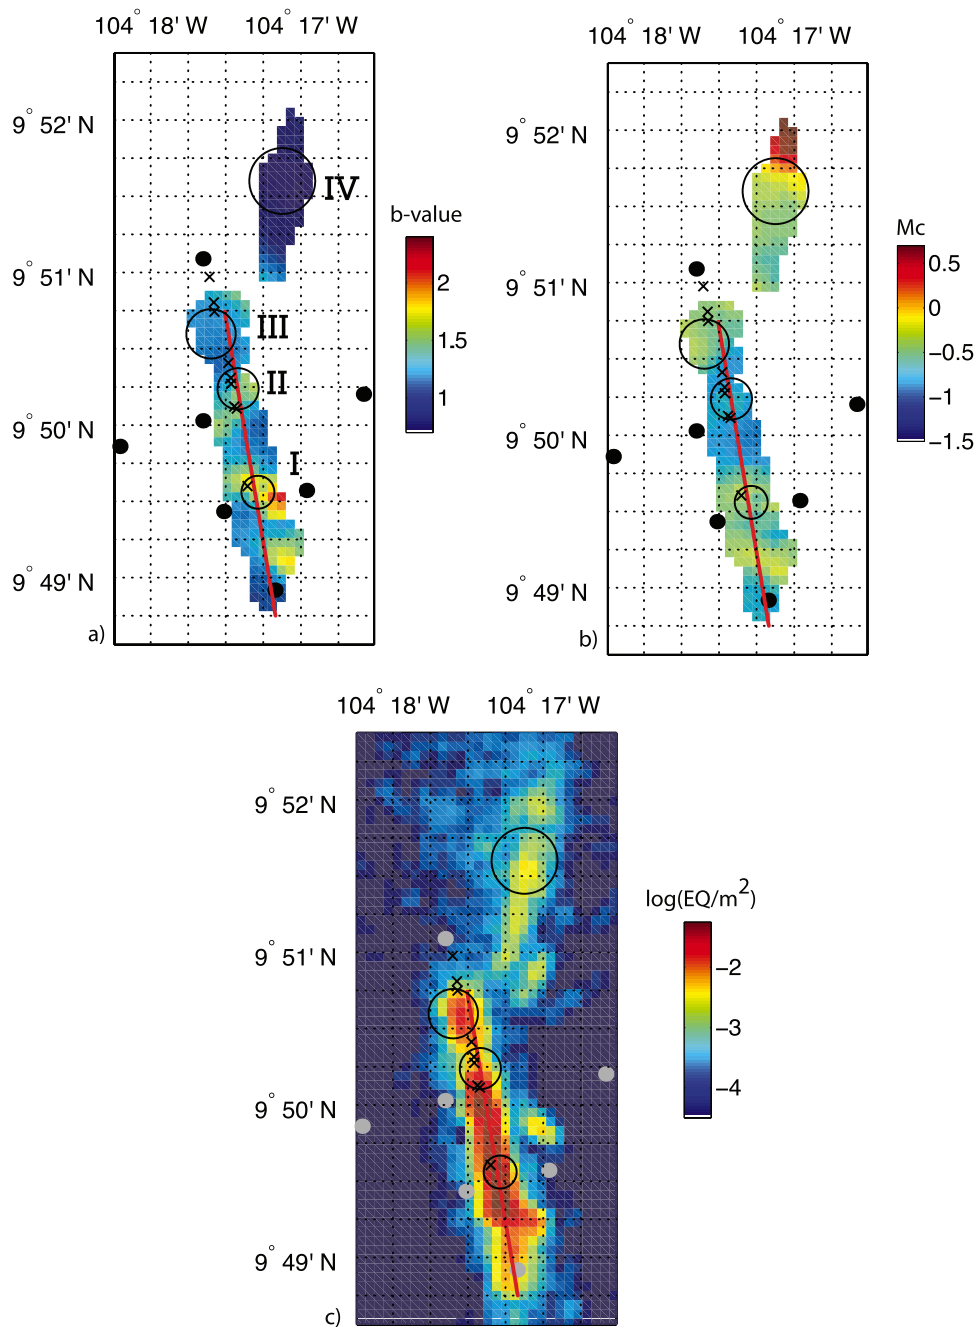 104° 18' W 104° 17' W
9° 52' N
9° 51' N
9° 50' N
9° 49' N
IV
III
II
I
a)
b-value
2
1.5
1
104° 18' W 104° 17' W
9° 52' N
9° 51' N
9° 50' N
9° 49' N
b)
Mc
0.5
0
−0.5
−1
−1.5
104° 18' W 104° 17' W
9° 52' N
9° 51' N
9° 50' N
9° 49' N
c)
log(EQ/m²)
−2
−3
−4